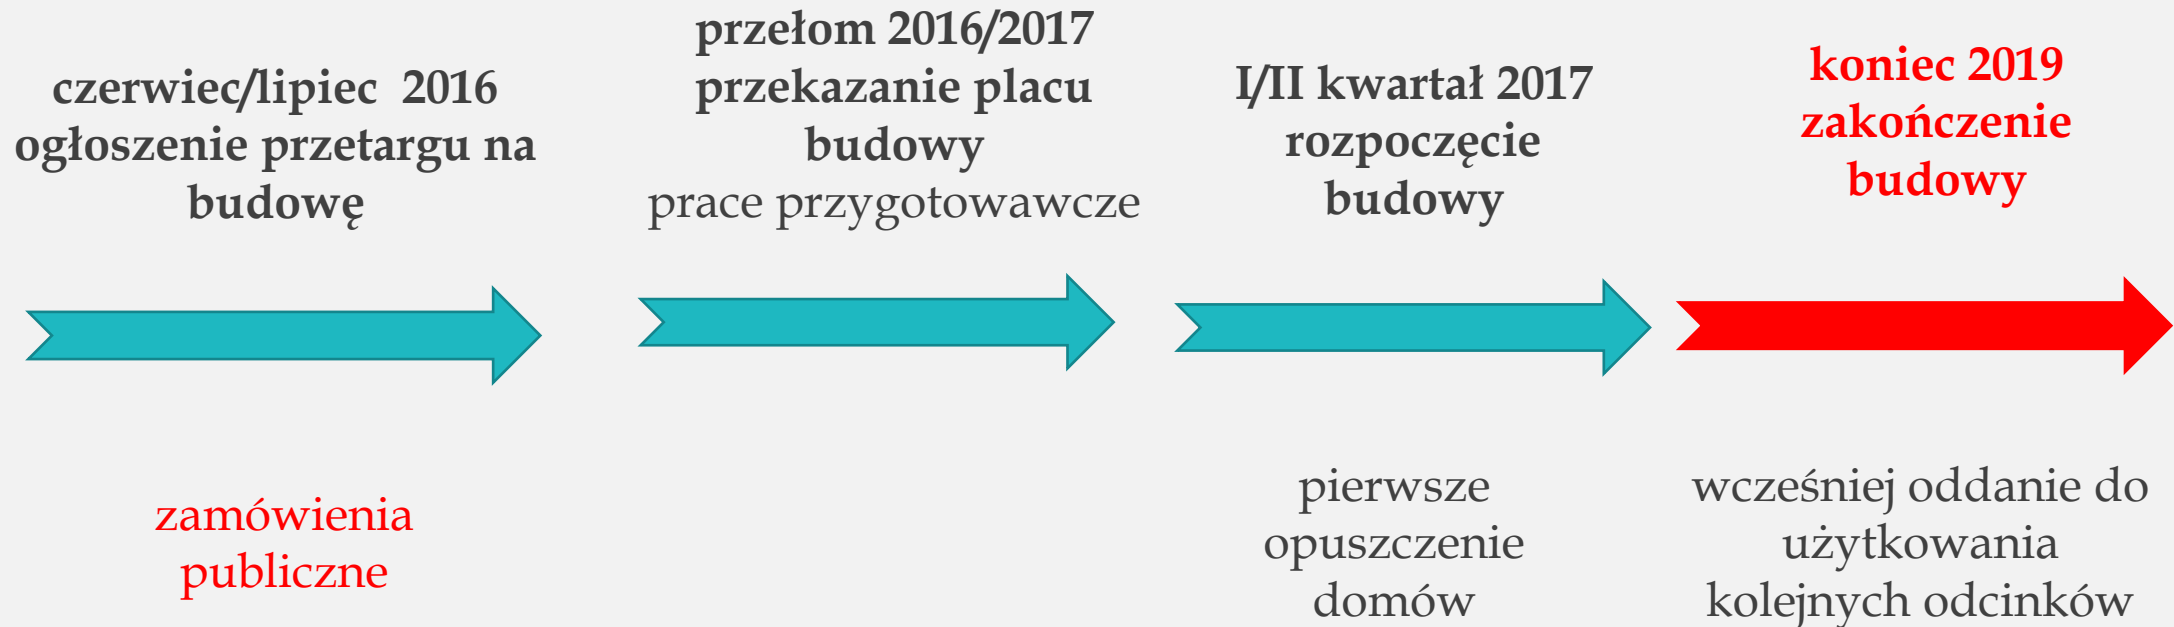 czerwiec/lipiec 2016
ogłoszenie przetargu na
budowę
przełom 2016/2017
przekazanie placu
budowy
prace przygotowawcze
I/II kwartał 2017
rozpoczęcie
budowy
koniec 2019
zakończenie
budowy
zamówienia
publiczne
pierwsze
opuszczenie
domów
wcześniej oddanie do
użytkowania
kolejnych odcinków